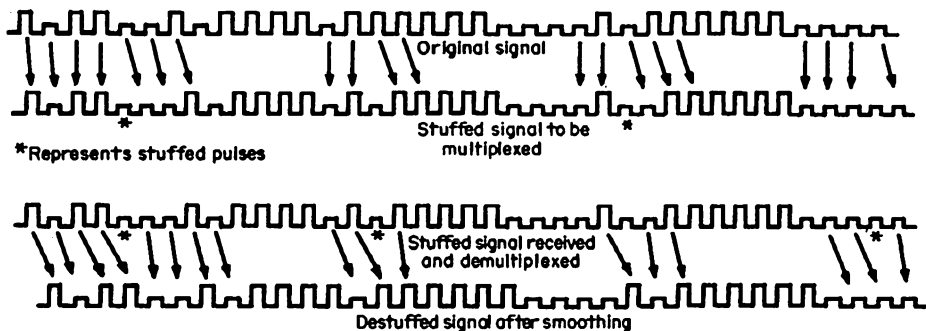 Original signal
*
*
Stuffed signal to be
multiplexed
*Represents stuffed pulses
*
*
*
Stuffed signal received
and demultiplexed
Destuffed signal after smoothing